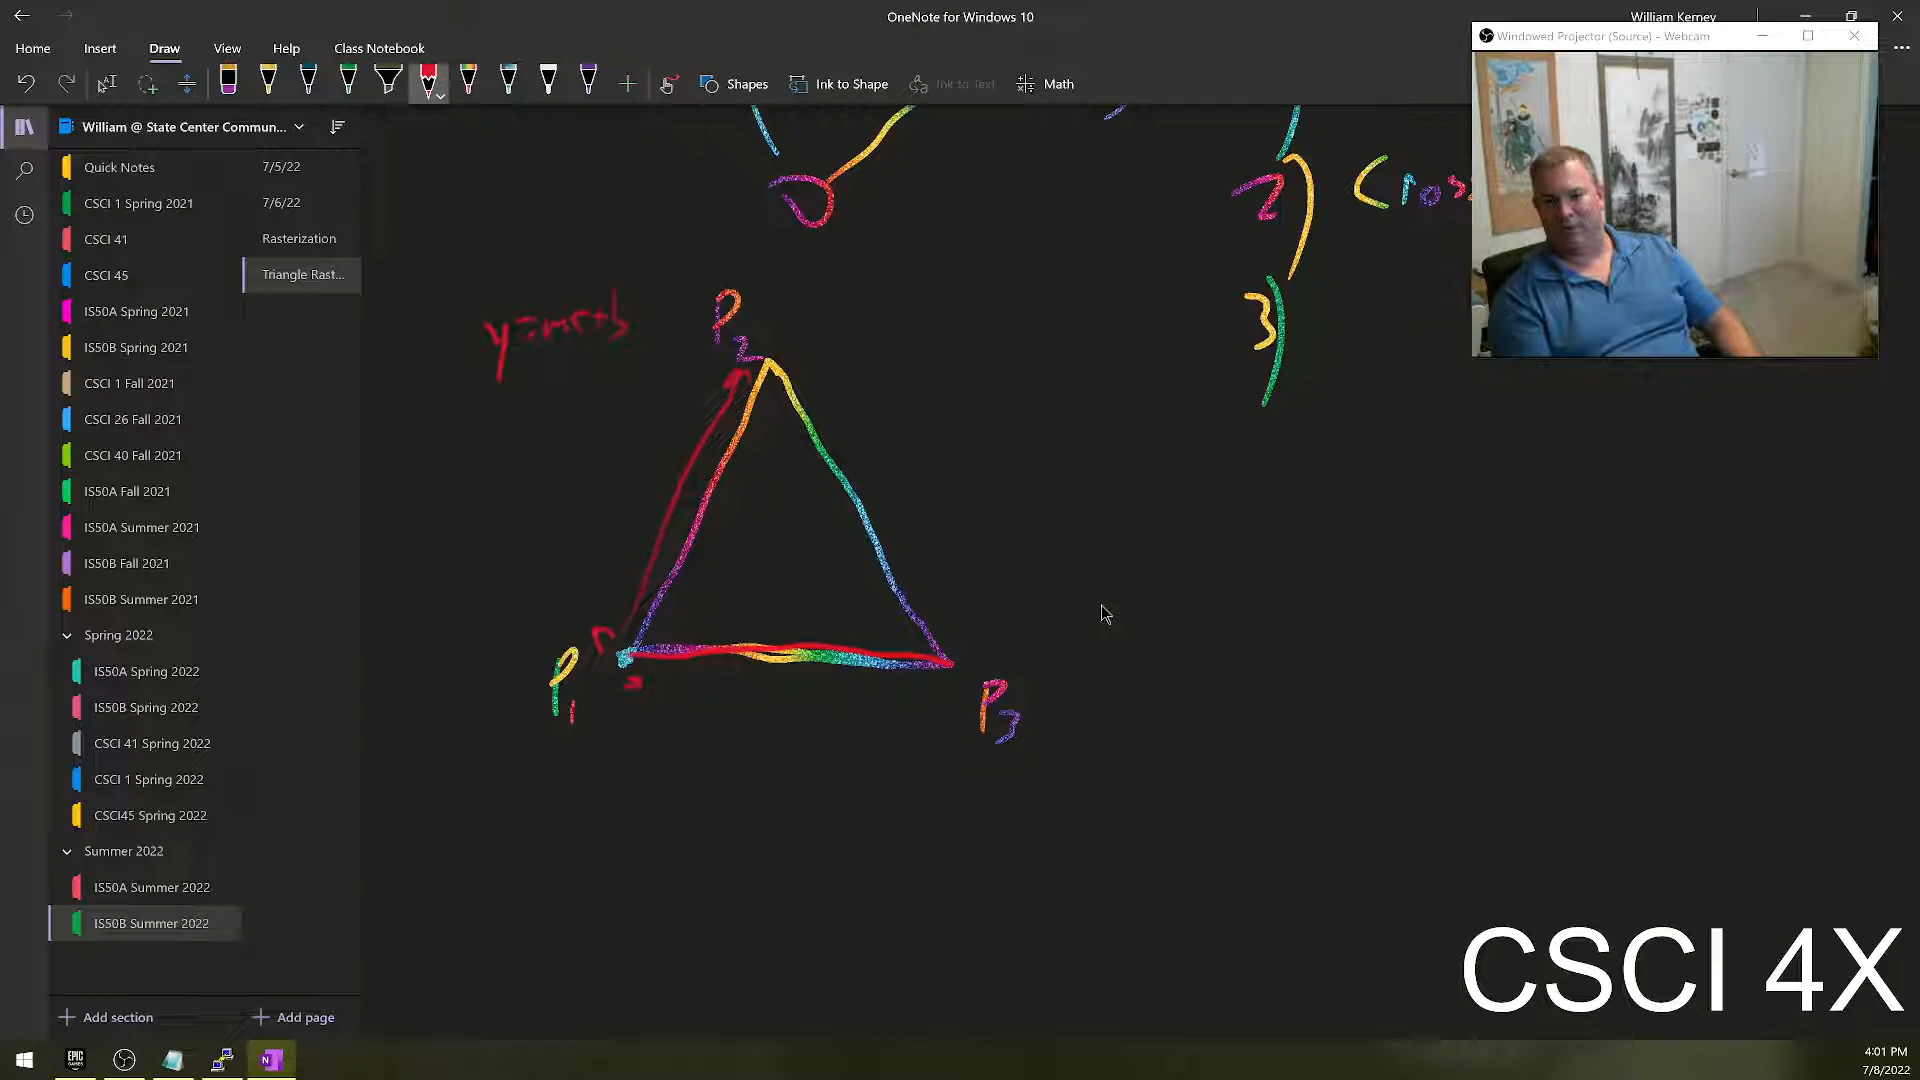 OneNote for Windows 10
William Kerney
Windowed Projector (Source) - Webcam
Home Insert Draw View Help Class Notebook
Shapes Ink to Shape Ink to Text Math
William @ State Center Commun...
Quick Notes
CSCI 1 Spring 2021
CSCI 41
CSCI 45
IS50A Spring 2021
IS50B Spring 2021
CSCI 1 Fall 2021
CSCI 26 Fall 2021
CSCI 40 Fall 2021
IS50A Fall 2021
IS50A Summer 2021
IS50B Fall 2021
IS50B Summer 2021
Spring 2022
IS50A Spring 2022
IS50B Spring 2022
CSCI 41 Spring 2022
CSCI 1 Spring 2022
CSCI45 Spring 2022
Summer 2022
IS50A Summer 2022
IS50B Summer 2022
Add section
7/5/22
7/6/22
Rasterization
Triangle Rast...
Add page
2) Cros
3)
P2
P1
P3
CSCI 4X
EPIC GAMES
N
4:01 PM
7/8/2022